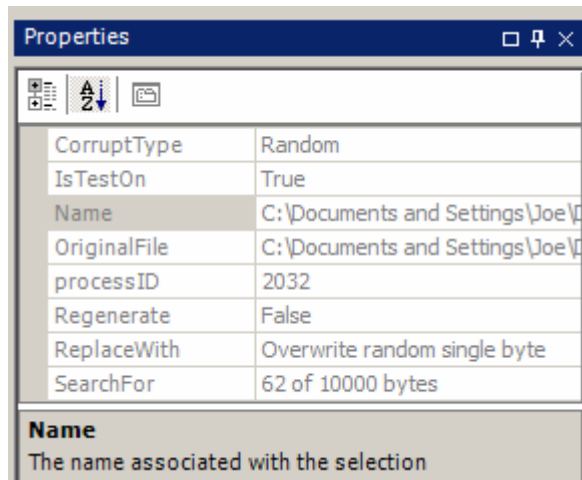 Properties
CorruptType Random
IsTestOn True
Name C:\Documents and Settings\Joe\
OriginalFile C:\Documents and Settings\Joe\
processID 2032
Regenerate False
ReplaceWith Overwrite random single byte
SearchFor 62 of 10000 bytes
Name
The name associated with the selection